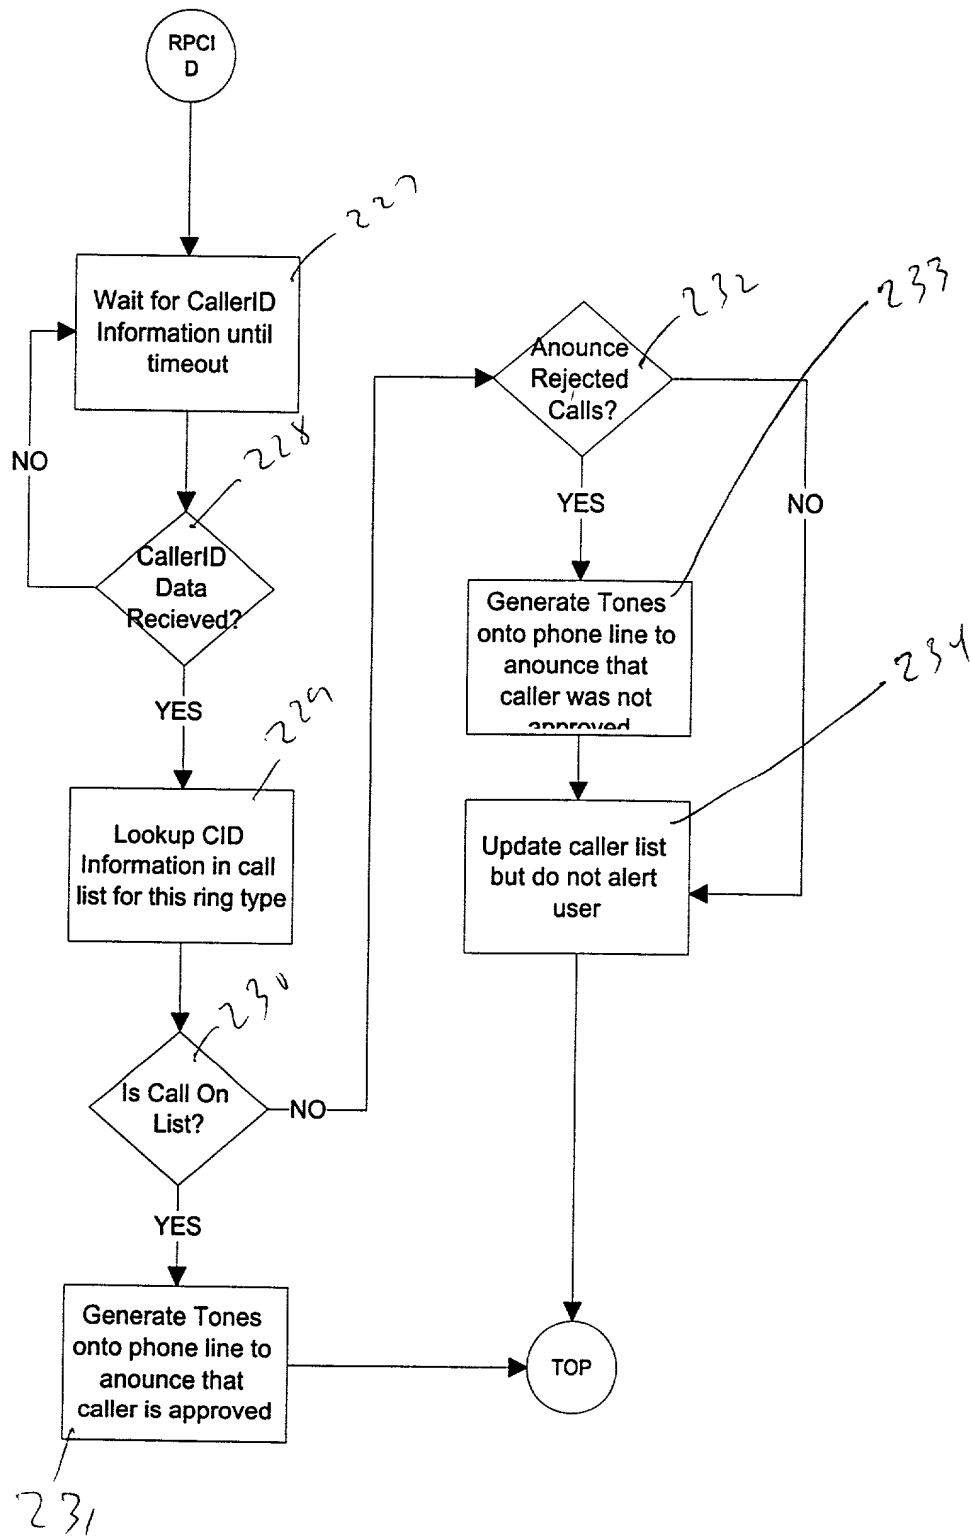 RPCI
D
227
Wait for CallerID
Information until
timeout
NO
228
CallerID
Data
Recieved?
YES
229
Lookup CID
Information in call
list for this ring type
230
Is Call On
List?
NO
YES
Generate Tones
onto phone line to
anounce that
caller is approved
231
232
Anounce
Rejected
Calls?
233
YES
NO
Generate Tones
onto phone line to
anounce that
caller was not
approved
234
Update caller list
but do not alert
user
TOP